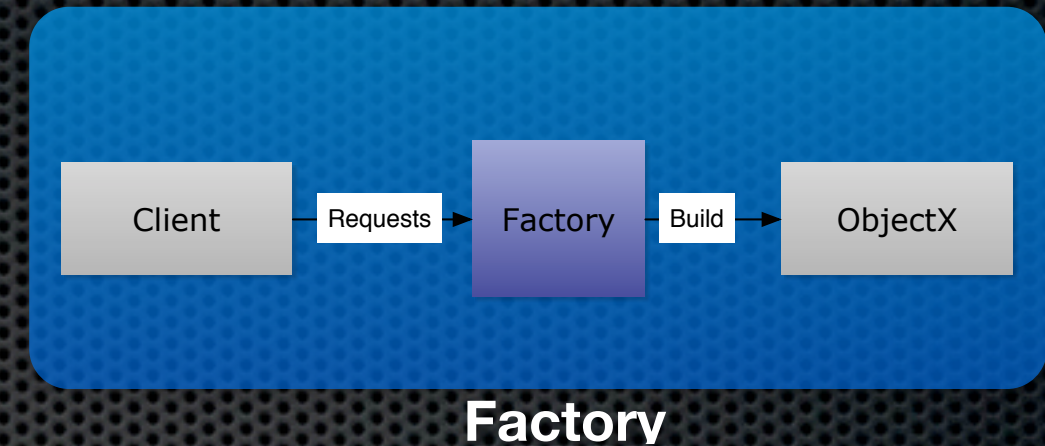 Client
Requests
Factory
Build
ObjectX
Factory